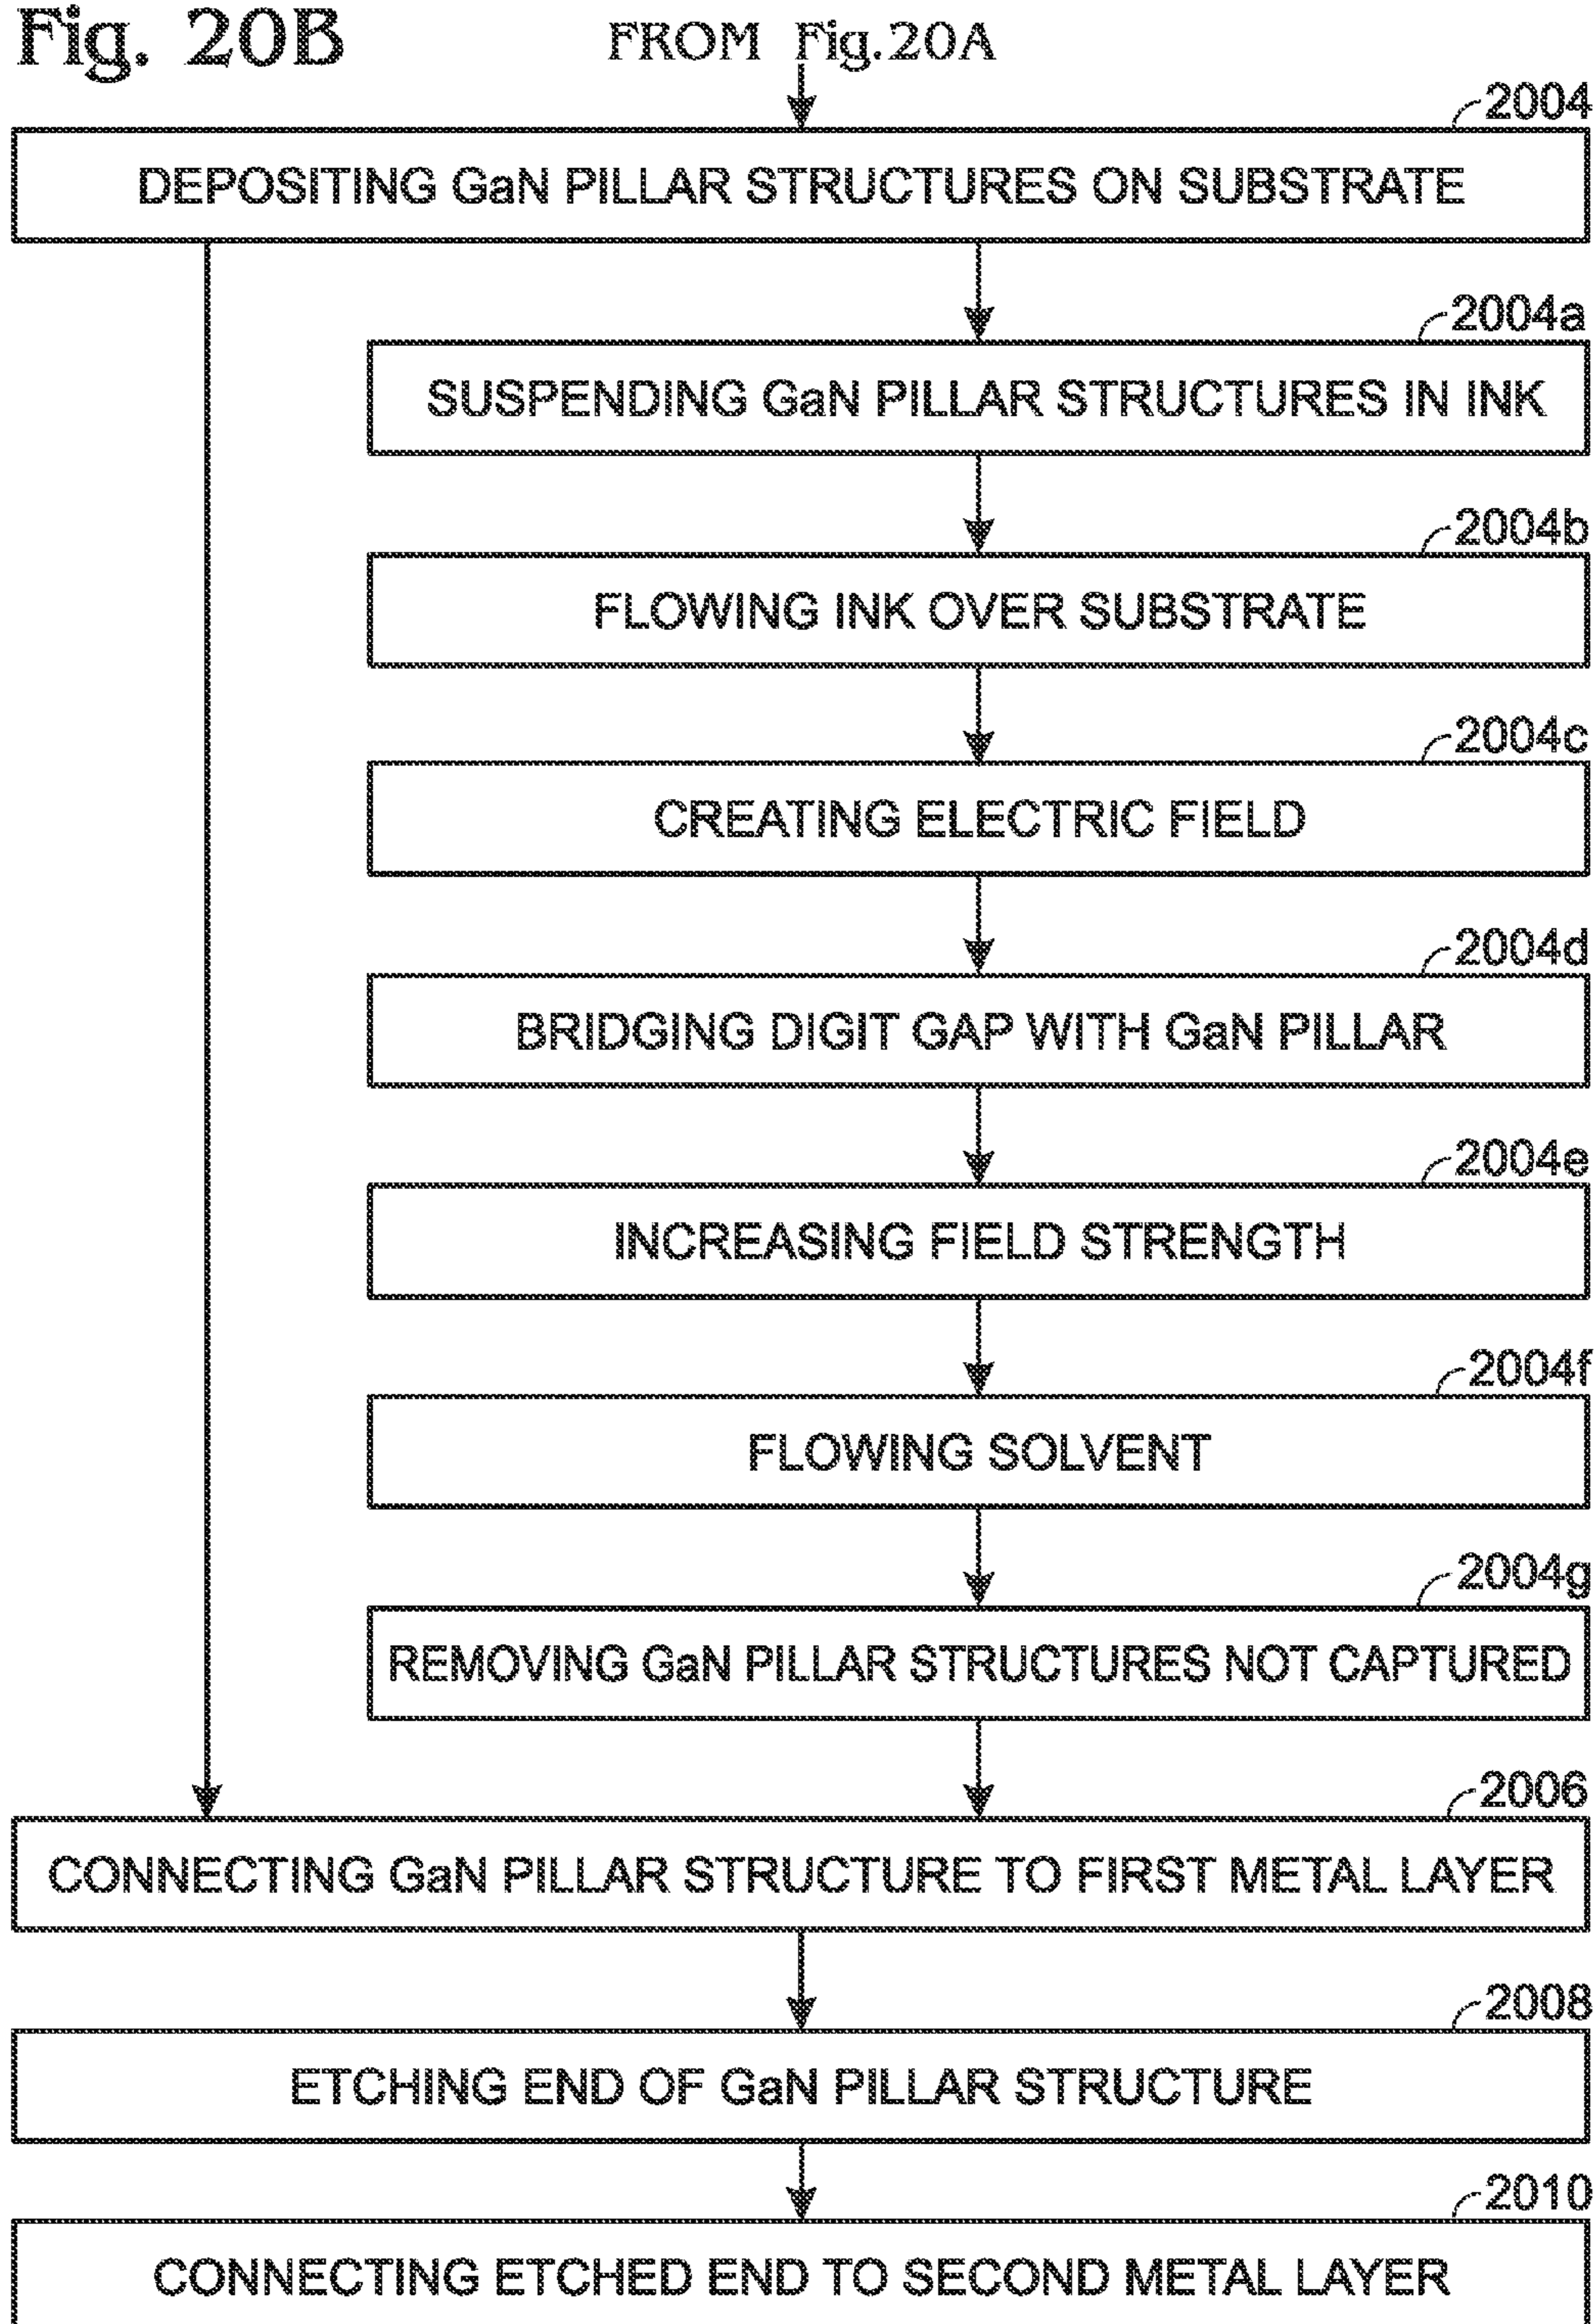 Fig. 20B
FROM Fig.20A
2004
DEPOSITING GaN PILLAR STRUCTURES ON SUBSTRATE
2004a
SUSPENDING GaN PILLAR STRUCTURES IN INK
2004b
FLOWING INK OVER SUBSTRATE
2004c
CREATING ELECTRIC FIELD
2004d
BRIDGING DIGIT GAP WITH GaN PILLAR
2004e
INCREASING FIELD STRENGTH
2004f
FLOWING SOLVENT
2004g
REMOVING GaN PILLAR STRUCTURES NOT CAPTURED
2006
CONNECTING GaN PILLAR STRUCTURE TO FIRST METAL LAYER
2008
ETCHING END OF GaN PILLAR STRUCTURE
2010
CONNECTING ETCHED END TO SECOND METAL LAYER